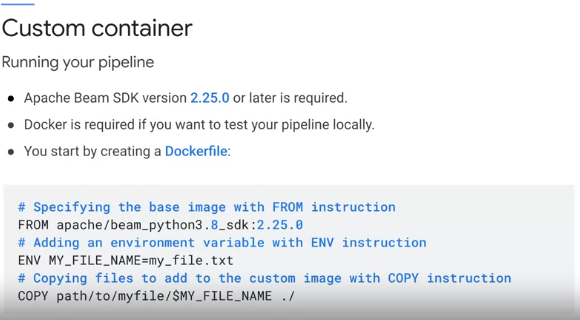 Custom container
Running your pipeline
• Apache Beam SDK version 2.25.0 or later is required.
• Docker is required if you want to test your pipeline locally.
• You start by creating a Dockerfile:
# Specifying the base image with FROM instruction
FROM apache/beam_python3.8_sdk:2.25.0
# Adding an environment variable with ENV instruction
ENV MY_FILE_NAME=my_file.txt
# Copying files to add to the custom image with COPY instruction
COPY path/to/myfile/$MY_FILE_NAME ./